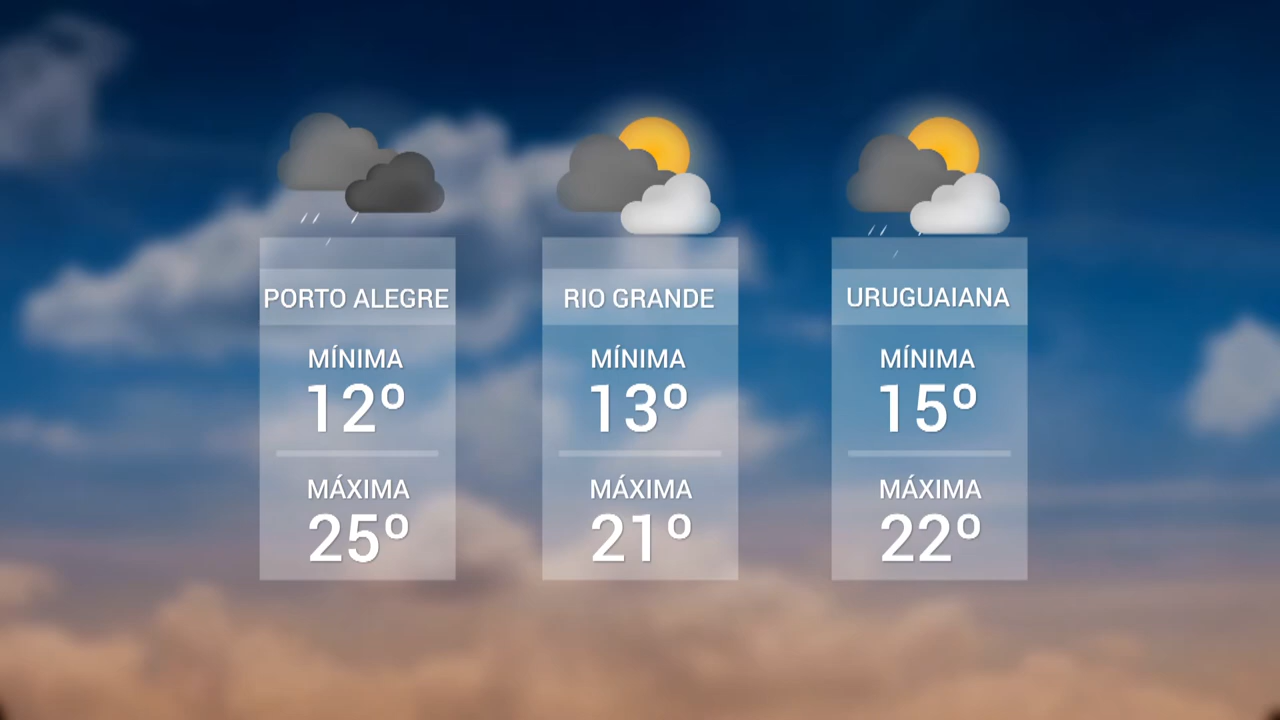 PORTO ALEGRE
MÍNIMA
12º
MÁXIMA
25º
RIO GRANDE
MÍNIMA
13º
MÁXIMA
21º
URUGUAIANA
MÍNIMA
15º
MÁXIMA
22º